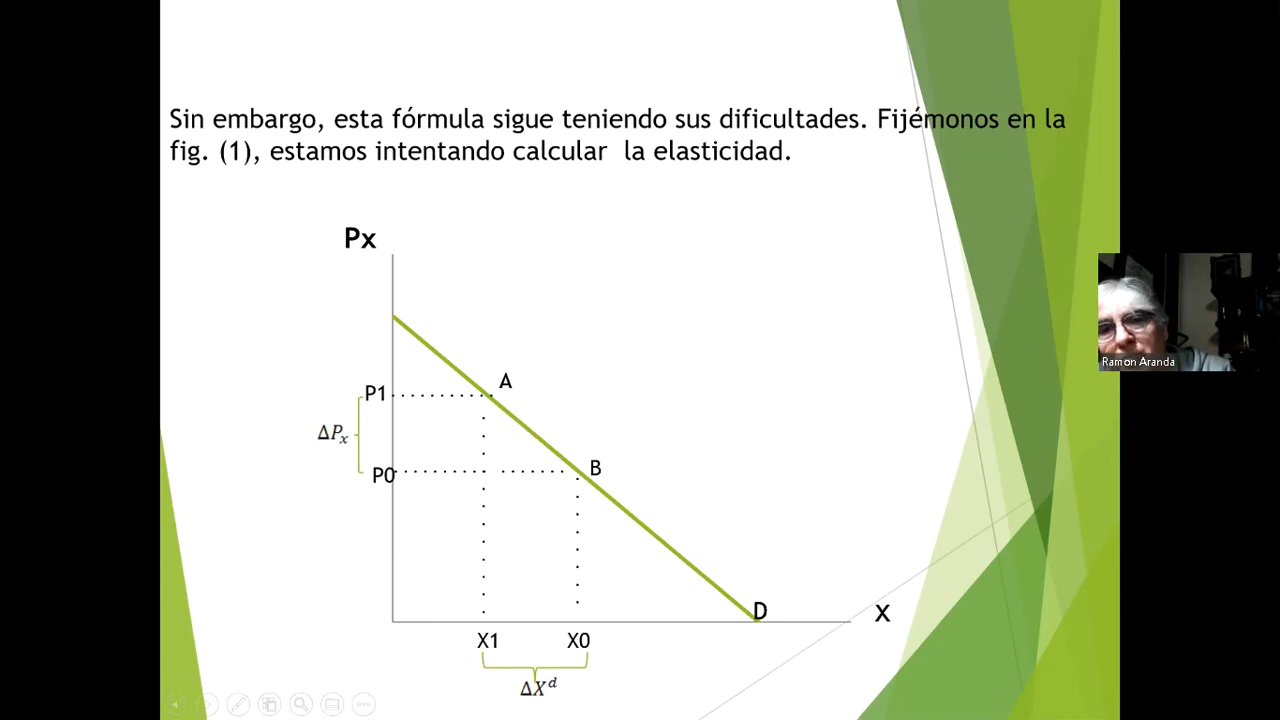 Sin embargo, esta fórmula sigue teniendo sus dificultades. Fijémonos en la
fig. (1), estamos intentando calcular la elasticidad.
Px
A
P1
ΔPₓ
B
P0
Ramon Aranda
D
X
X1 X0
ΔXᵈ